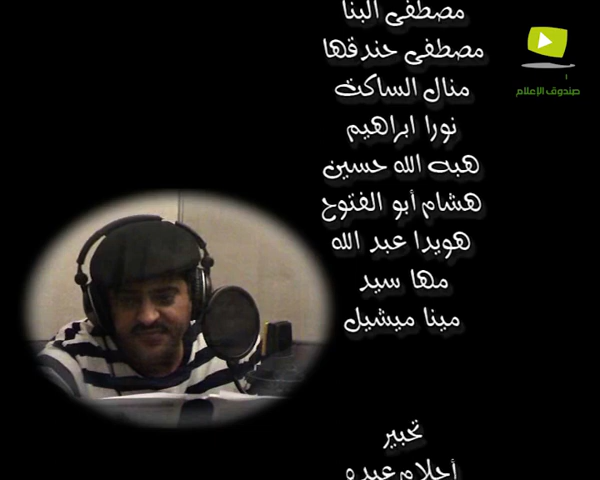 مصطفى البنا
مصطفى حندقها
منال الساكت
نورا ابراهيم
هبه الله حسين
هشام أبو الفتوح
هويدا عبد الله
مها سيد
مينا ميشيل
تحبير
أحلام عبده
صندوق الإعلام